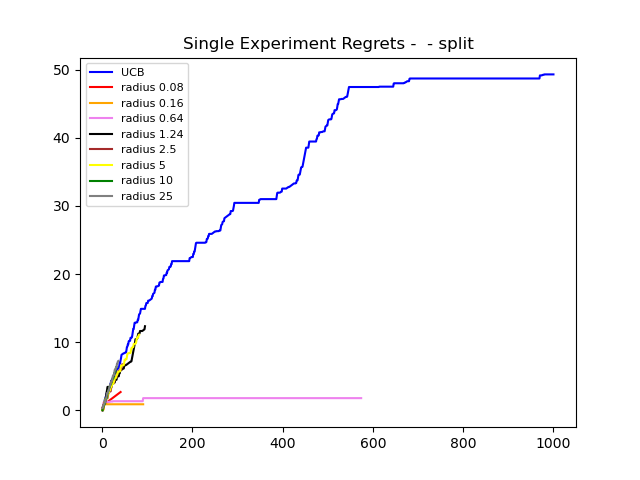 Single Experiment Regrets -  - split
50
40
30
20
10
0
UCB
radius 0.08
radius 0.16
radius 0.64
radius 1.24
radius 2.5
radius 5
radius 10
radius 25
0 200 400 600 800 1000